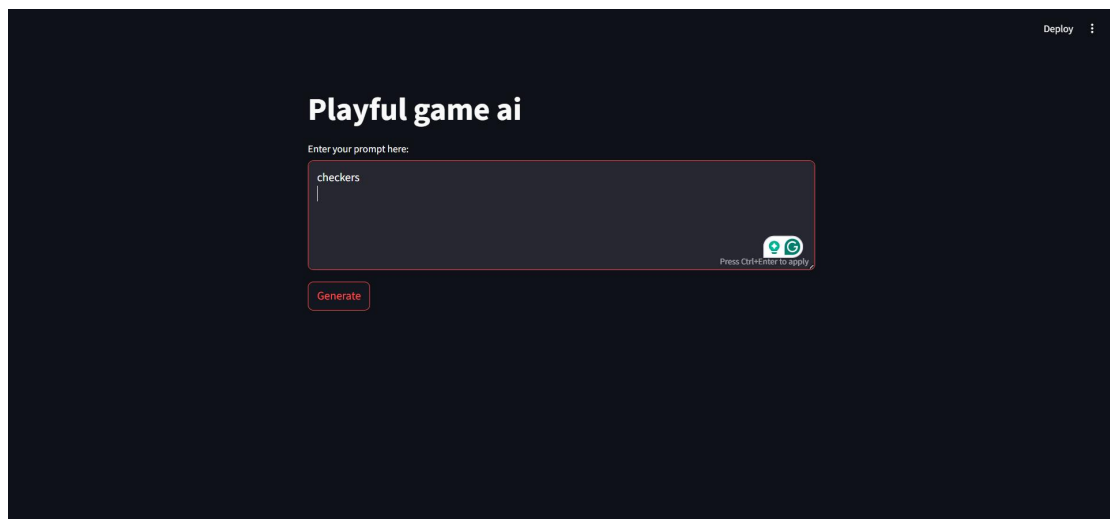 Deploy
Playful game ai
Enter your prompt here:
checkers
Press Ctrl+Enter to apply
Generate